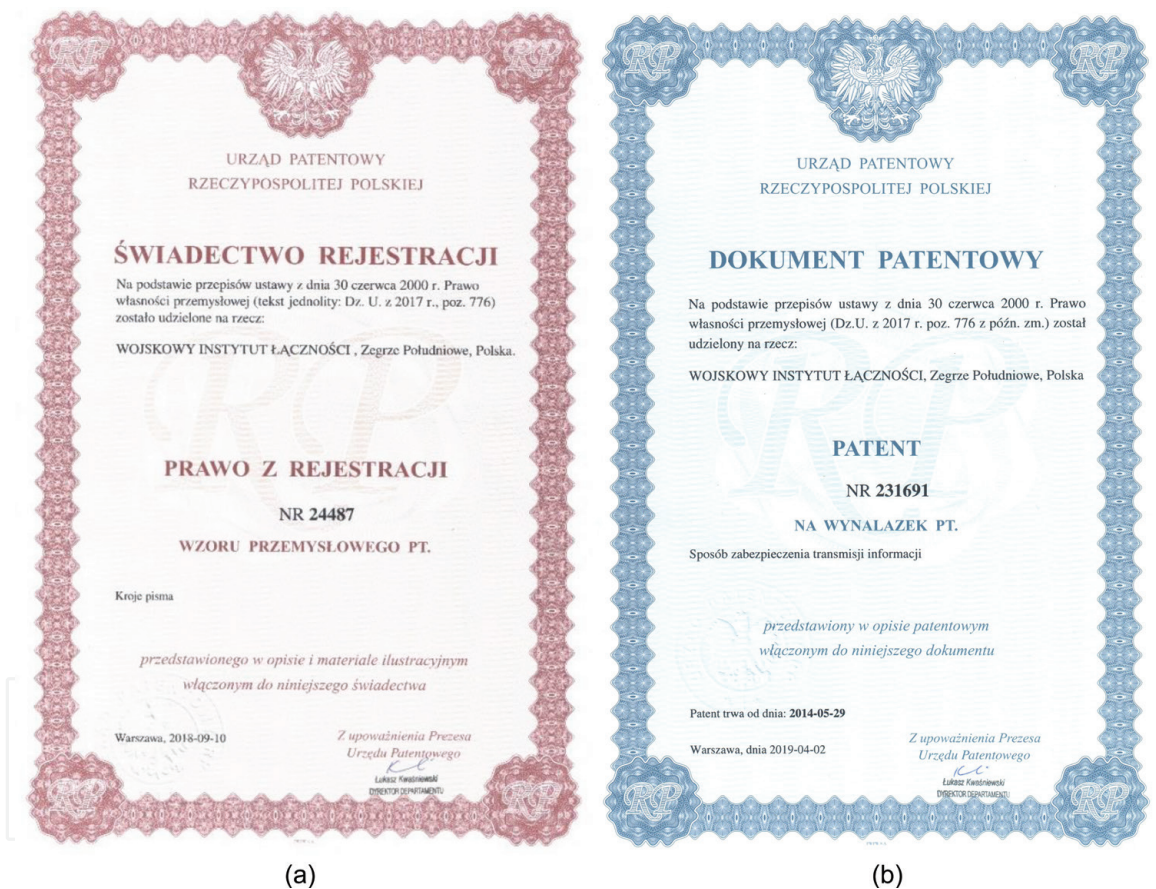 URZĄD PATENTOWY
RZECZYPOSPOLITEJ POLSKIEJ
ŚWIADECTWO REJESTRACJI
Na podstawie przepisów ustawy z dnia 30 czerwca 2000 r. Prawo
własności przemysłowej (tekst jednolity: Dz. U. z 2017 r., poz. 776)
zostało udzielone na rzecz:
WOJSKOWY INSTYTUT ŁĄCZNOŚCI , Zegrze Południowe, Polska.
PRAWO Z REJESTRACJI
NR 24487
WZORU PRZEMYSŁOWEGO PT.
Kroje pisma
przedstawionego w opisie i materiale ilustracyjnym
włączonym do niniejszego świadectwa
Warszawa, 2018-09-10
Z upoważnienia Prezesa
Urzędu Patentowego
Łukasz Kwaśniewski
DYREKTOR DEPARTAMENTU
RP
(a)
URZĄD PATENTOWY
RZECZYPOSPOLITEJ POLSKIEJ
DOKUMENT PATENTOWY
Na podstawie przepisów ustawy z dnia 30 czerwca 2000 r. Prawo
własności przemysłowej (Dz.U. z 2017 r. poz. 776 z późn. zm.) został
udzielony na rzecz:
WOJSKOWY INSTYTUT ŁĄCZNOŚCI, Zegrze Południowe, Polska
PATENT
NR 231691
NA WYNALAZEK PT.
Sposób zabezpieczenia transmisji informacji
przedstawiony w opisie patentowym
włączonym do niniejszego dokumentu
Patent trwa od dnia: 2014-05-29
Warszawa, dnia 2019-04-02
Z upoważnienia Prezesa
Urzędu Patentowego
Łukasz Kwaśniewski
DYREKTOR DEPARTAMENTU
RP
(b)